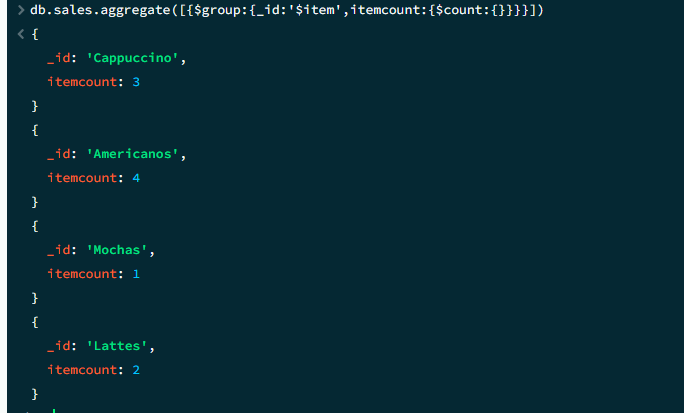 > db.sales.aggregate([{$group:{_id:'$item',itemcount:{$count:{}}}}])
< {
_id: 'Cappuccino',
itemcount: 3
}
{
_id: 'Americanos',
itemcount: 4
}
{
_id: 'Mochas',
itemcount: 1
}
{
_id: 'Lattes',
itemcount: 2
}